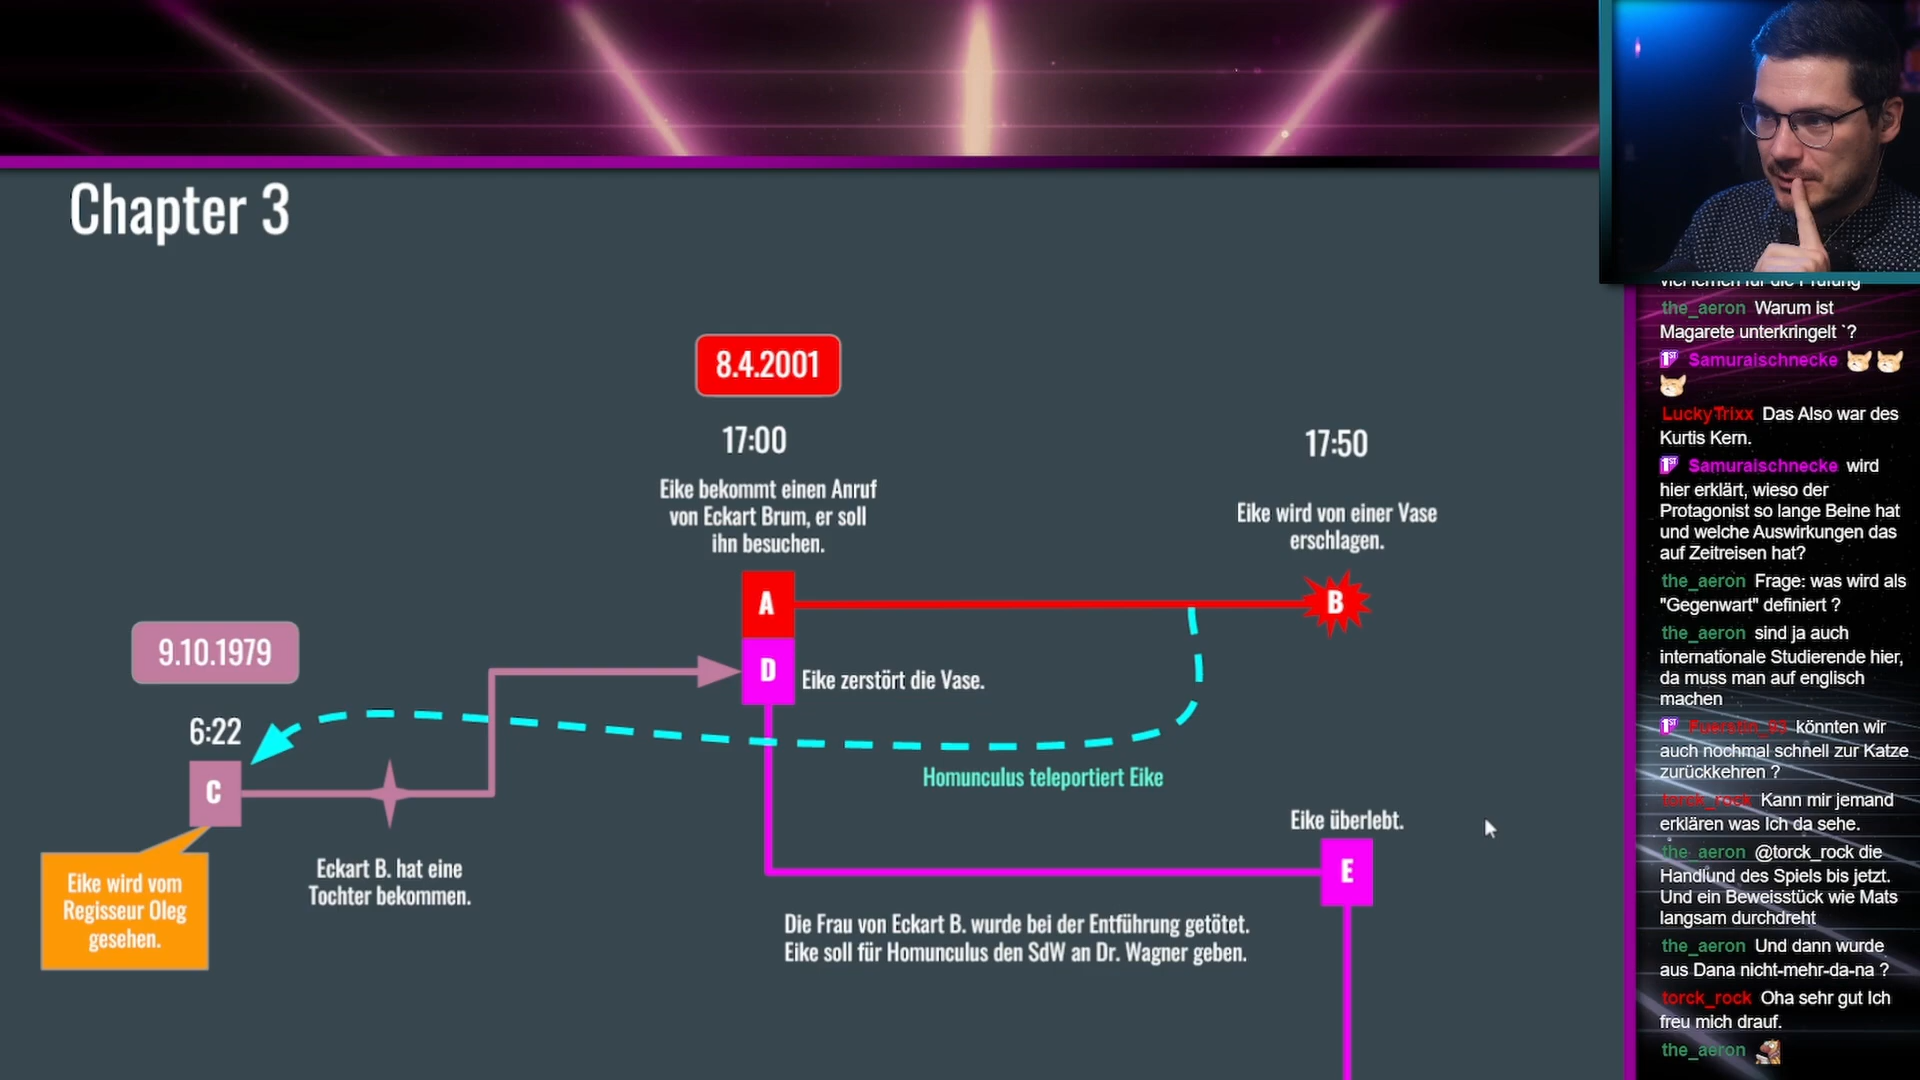 Chapter 3
8.4.2001
17:00
Eike bekommt einen Anruf
von Eckart Brum, er soll
ihn besuchen.
17:50
Eike wird von einer Vase
erschlagen.
A
B
D
Eike zerstört die Vase.
9.10.1979
6:22
C
Homunculus teleportiert Eike
Eike überlebt.
E
Eckart B. hat eine
Tochter bekommen.
Eike wird vom
Regisseur Oleg
gesehen.
Die Frau von Eckart B. wurde bei der Entführung getötet.
Eike soll für Homunculus den SdW an Dr. Wagner geben.
viel lernen für die Prüfung
the_aeron Warum ist
Magarete unterkringelt `?
1ST Samuraischnecke
LuckyTrixx Das Also war des
Kurtis Kern.
1ST Samuraischnecke wird
hier erklärt, wieso der
Protagonist so lange Beine hat
und welche Auswirkungen das
auf Zeitreisen hat?
the_aeron Frage: was wird als
"Gegenwart" definiert ?
the_aeron sind ja auch
internationale Studierende hier,
da muss man auf englisch
machen
1ST könnten wir
auch nochmal schnell zur Katze
zurückkehren ?
torck_rock Kann mir jemand
erklären was Ich da sehe.
the_aeron @torck_rock die
Handlund des Spiels bis jetzt.
Und ein Beweisstück wie Mats
langsam durchdreht
the_aeron Und dann wurde
aus Dana nicht-mehr-da-na ?
torck_rock Oha sehr gut Ich
freu mich drauf.
the_aeron